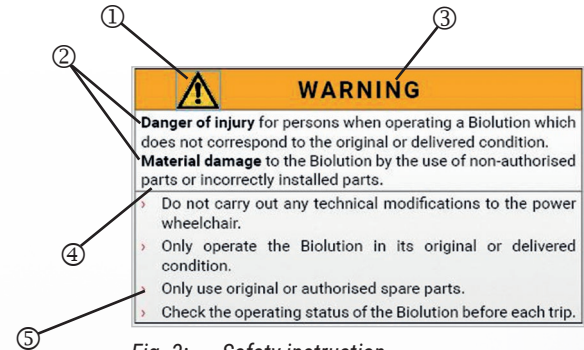 ①
③
②
WARNING
Danger of injury for persons when operating a Biolution which
does not correspond to the original or delivered condition.
Material damage to the Biolution by the use of non-authorised
parts or incorrectly installed parts.
› Do not carry out any technical modifications to the power
wheelchair.
④
› Only operate the Biolution in its original or delivered
condition.
› Only use original or authorised spare parts.
› Check the operating status of the Biolution before each trip.
⑤
Fig. 2: Safety instruction